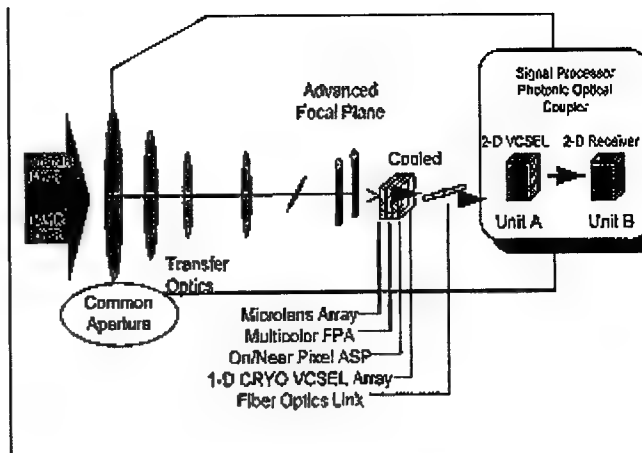 Signal Processor
Photonic Optical
Coupler
Advanced
Focal Plane
2-D VCSEL 2-D Receiver
Cooled
Unit A Unit B
Transfer
Optics
Common
Aperture
Microlens Array
Multicolor FPA
On/Near Pixel ASP
1-D CRYO VCSEL Array
Fiber Optics Link